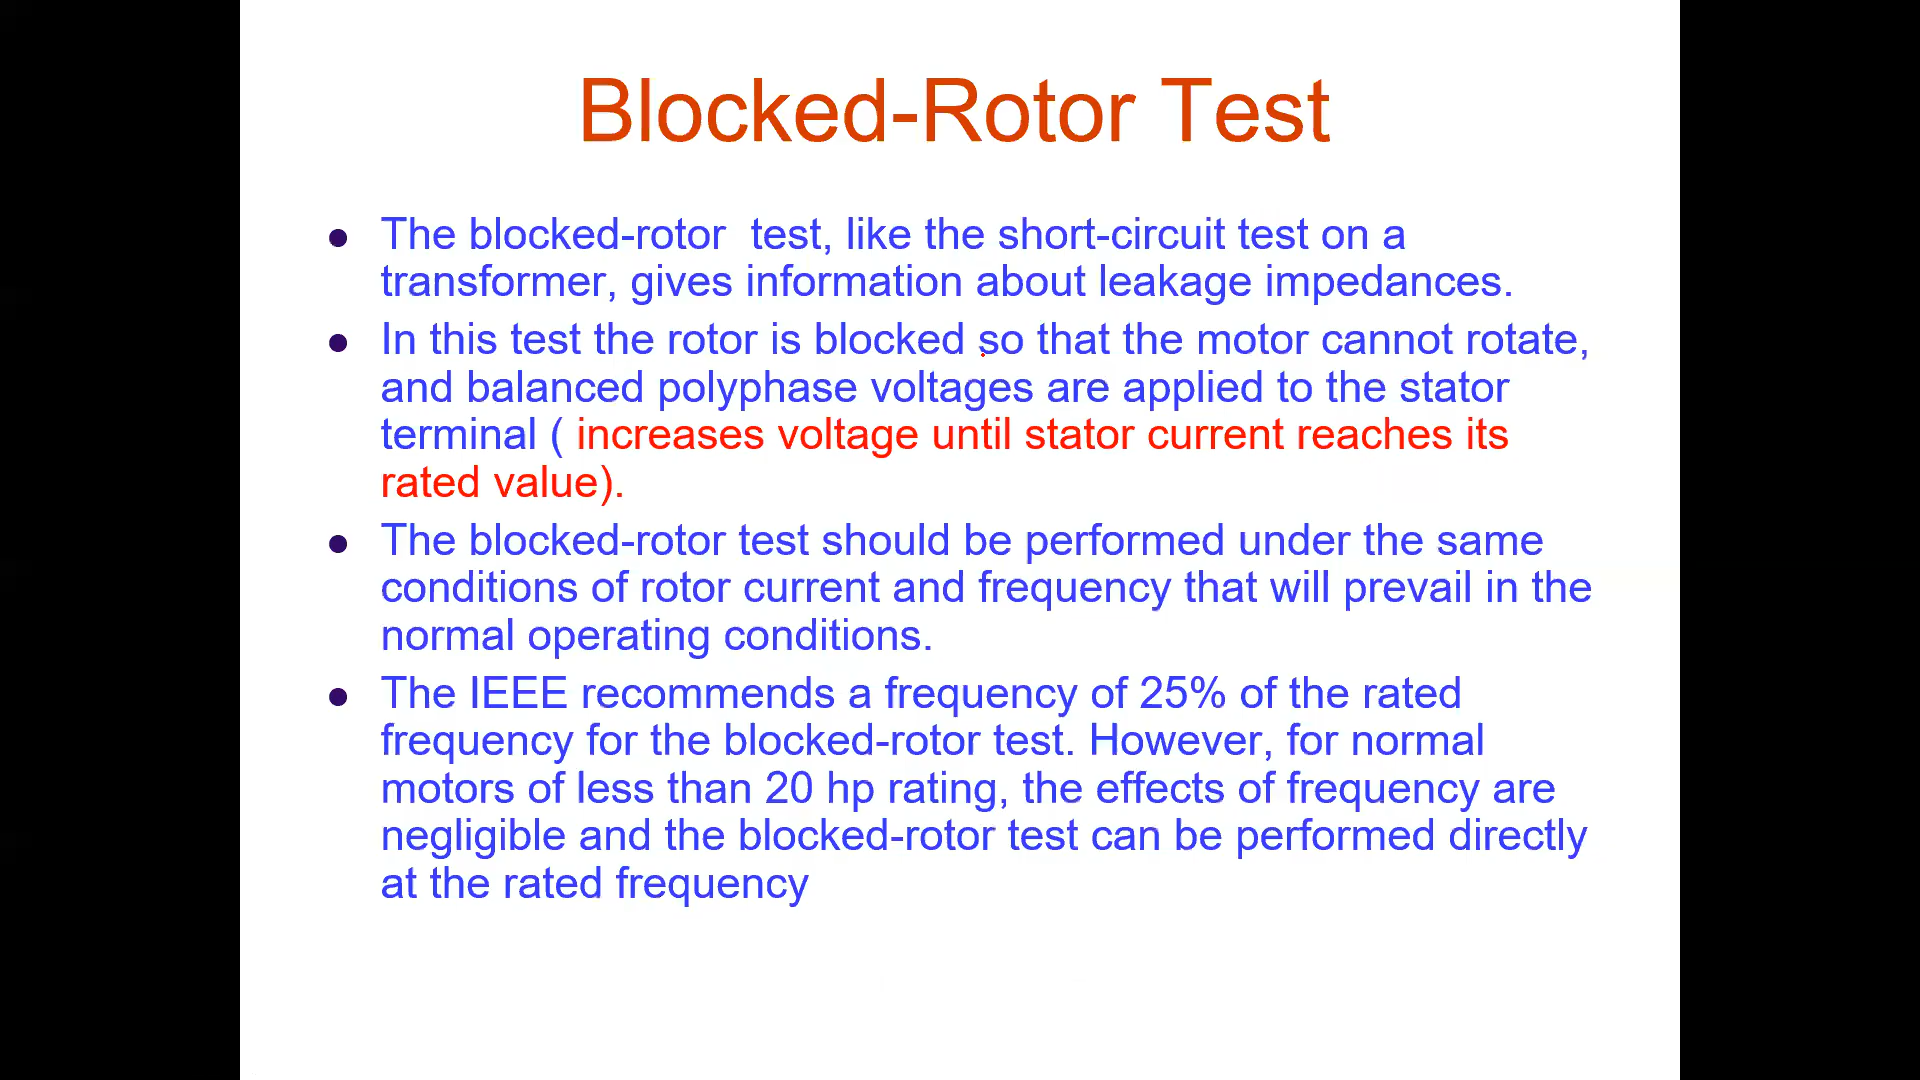 Blocked-Rotor Test
The blocked-rotor  test, like the short-circuit test on a
transformer, gives information about leakage impedances.
In this test the rotor is blocked so that the motor cannot rotate,
and balanced polyphase voltages are applied to the stator
terminal ( increases voltage until stator current reaches its
rated value).
The blocked-rotor test should be performed under the same
conditions of rotor current and frequency that will prevail in the
normal operating conditions.
The IEEE recommends a frequency of 25% of the rated
frequency for the blocked-rotor test. However, for normal
motors of less than 20 hp rating, the effects of frequency are
negligible and the blocked-rotor test can be performed directly
at the rated frequency